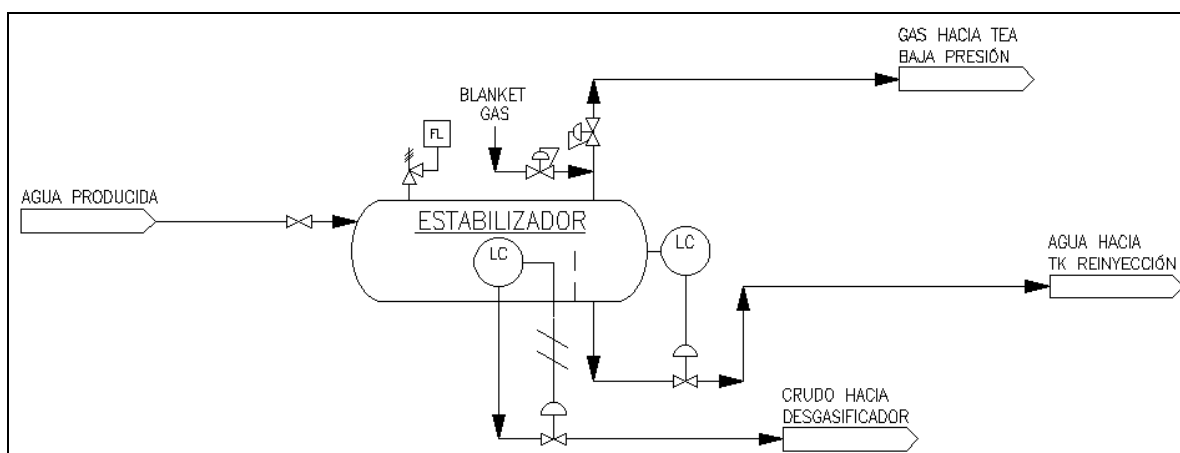 GAS HACIA TEA
BAJA PRESIÓN
BLANKET
GAS
FL
AGUA PRODUCIDA
ESTABILIZADOR
LC
LC
AGUA HACIA
TK REINYECCIÓN
CRUDO HACIA
DESGASIFICADOR